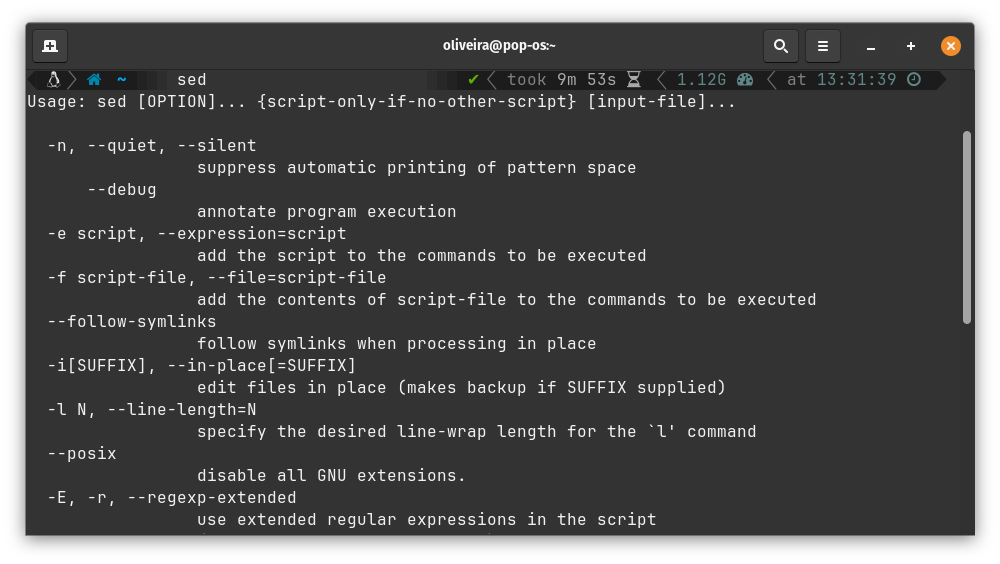 oliveira@pop-os:~
~ sed ✔ took 9m 53s 1.12G at 13:31:39
Usage: sed [OPTION]... {script-only-if-no-other-script} [input-file]...
-n, --quiet, --silent
suppress automatic printing of pattern space
--debug
annotate program execution
-e script, --expression=script
add the script to the commands to be executed
-f script-file, --file=script-file
add the contents of script-file to the commands to be executed
--follow-symlinks
follow symlinks when processing in place
-i[SUFFIX], --in-place[=SUFFIX]
edit files in place (makes backup if SUFFIX supplied)
-l N, --line-length=N
specify the desired line-wrap length for the `l' command
--posix
disable all GNU extensions.
-E, -r, --regexp-extended
use extended regular expressions in the script